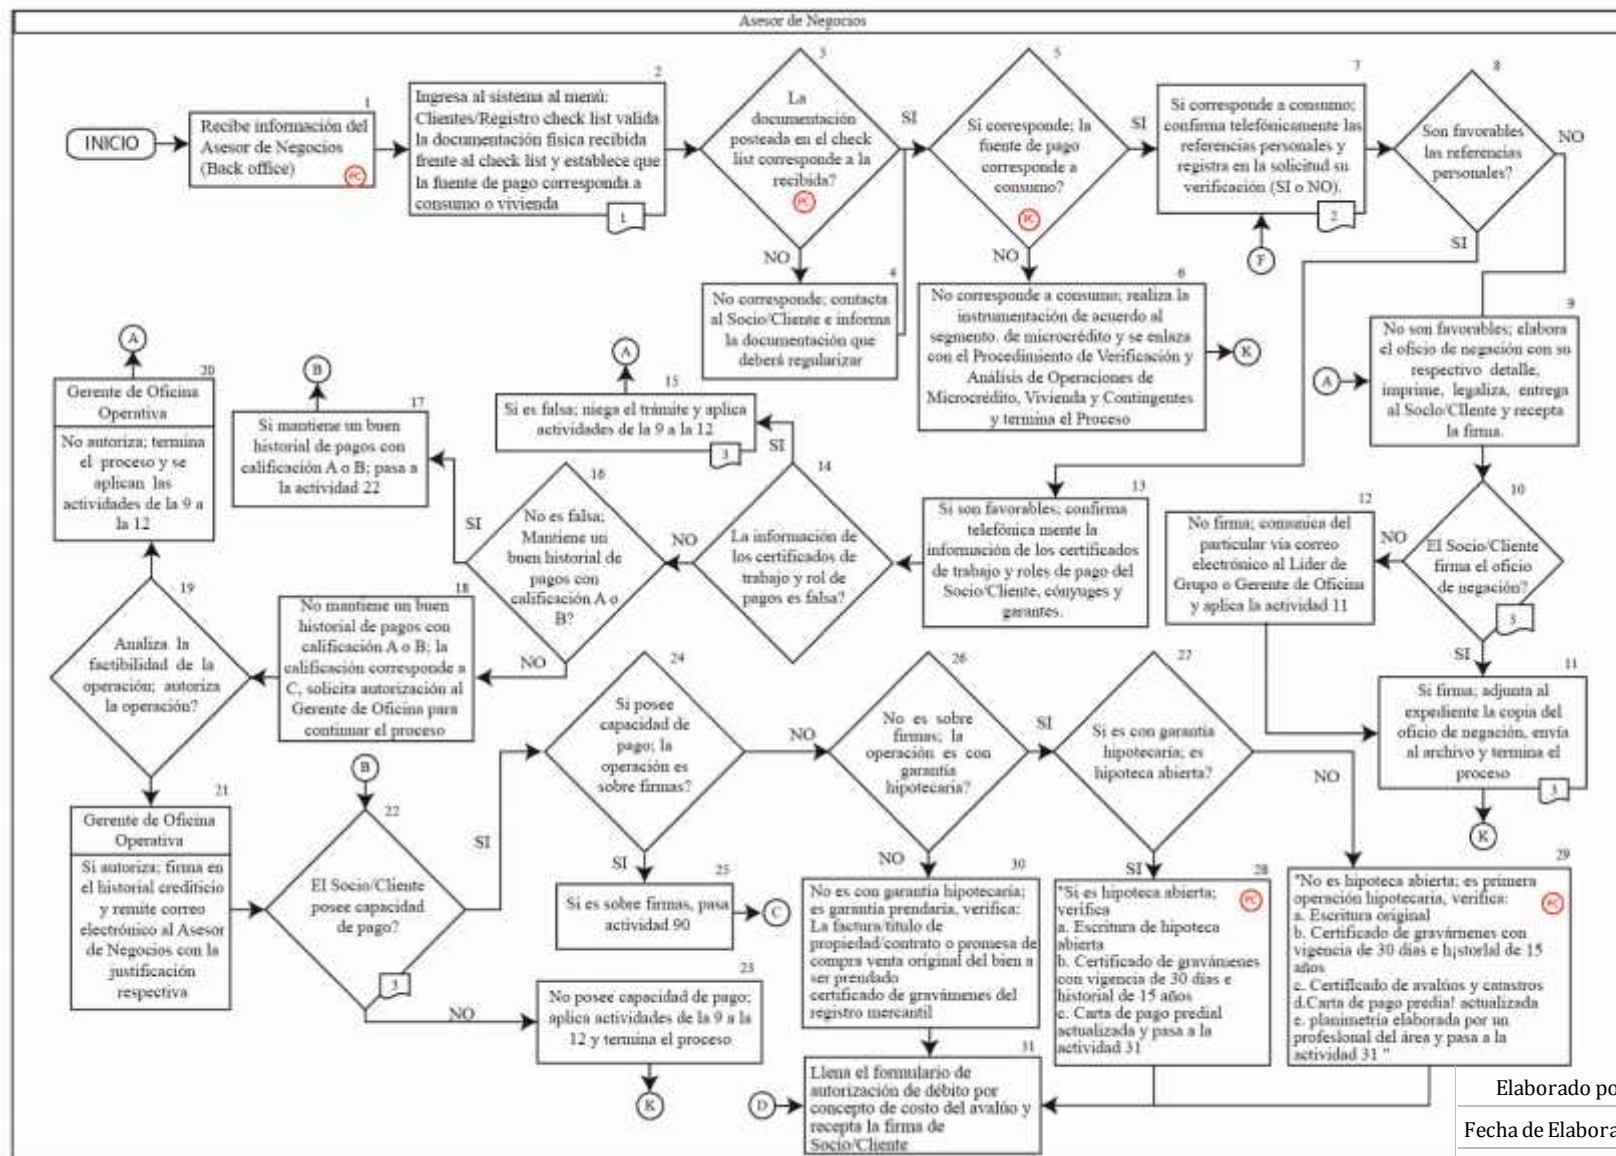 Asesor de Negocios
INICIO
1
Recibe información del
Asesor de Negocios
(Back office)
PC
2
Ingresa al sistema al menú:
Clientes/Registro check list valida
la documentación física recibida
frente al check list y establece que
la fuente de pago corresponda a
consumo o vivienda
1
3
La
documentación
posteada en el check
list corresponde a la
recibida?
PC
SI
NO
4
No corresponde; contacta
al Socio/Cliente e informa
la documentación que
deberá regularizar
5
Si corresponde; la
fuente de pago
corresponde a
consumo?
PC
SI
NO
6
No corresponde a consumo; realiza la
instrumentación de acuerdo al
segmento. de microcrédito y se enlaza
con el Procedimiento de Verificación y
Análisis de Operaciones de
Microcrédito, Vivienda y Contingentes
y termina el Proceso
K
7
Si corresponde a consumo;
confirma telefónicamente las
referencias personales y
registra en la solicitud su
verificación (SI o NO).
2
F
8
Son favorables
las referencias
personales?
NO
SI
9
No son favorables; elabora
el oficio de negación con su
respectivo detalle,
imprime, legaliza, entrega
al Socio/Cliente y recepta
la firma.
A
10
El Socio/Cliente
firma el oficio
de negación?
3
NO
SI
11
Si firma; adjunta al
expediente la copia del
oficio de negación, envía
al archivo y termina el
proceso
3
K
12
No firma; comunica del
particular vía correo
electrónico al Líder de
Grupo o Gerente de Oficina
y aplica la actividad 11
13
Si son favorables; confirma
telefónica mente la
información de los certificados
de trabajo y roles de pago del
Socio/Cliente, cónyuges y
garantes.
14
La información de
los certificados de
trabajo y rol de
pagos es falsa?
SI
NO
15
Si es falsa; niega el trámite y aplica
actividades de la 9 a la 12
3
A
16
No es falsa;
Mantiene un
buen historial de
pagos con
calificación A o
B?
SI
NO
17
Si mantiene un buen
historial de pagos con
calificación A o B; pasa a
la actividad 22
B
18
No mantiene un buen
historial de pagos con
calificación A o B; la
calificación corresponde a
C, solicita autorización al
Gerente de Oficina para
continuar el proceso
19
Analiza la
factibilidad de la
operación; autoriza
la operación?
A
20
Gerente de Oficina
Operativa
No autoriza; termina
el proceso y se
aplican las
actividades de la 9 a
la 12
21
Gerente de Oficina
Operativa
Si autoriza; firma en
el historial crediticio
y remite correo
electrónico al Asesor
de Negocios con la
justificación
respectiva
B
22
El Socio/Cliente
posee capacidad
de pago?
3
SI
NO
23
No posee capacidad de pago;
aplica actividades de la 9 a la
12 y termina el proceso
K
24
Si posee
capacidad de
pago; la
operación es
sobre firmas?
NO
SI
25
Si es sobre firmas, pasa
actividad 90
C
26
No es sobre
firmas; la
operación es con
garantía
hipotecaria?
SI
NO
27
Si es con garantía
hipotecaria; es
hipoteca abierta?
NO
SI
28
PC
"Si es hipoteca abierta;
verifica
a. Escritura de hipoteca
abierta
b. Certificado de gravámenes
con vigencia de 30 días e
historial de 15 años
c. Carta de pago predial
actualizada y pasa a la
actividad 31
29
PC
"No es hipoteca abierta; es primera
operación hipotecaria, verifica:
a. Escritura original
b. Certificado de gravámenes con
vigencia de 30 días e h¡storial de 15
años
c. Certificado de avalúos y catastros
d.Carta de pago predia! actualizada
e. planimetría elaborada por un
profesional del área y pasa a la
actividad 31 "
30
No es con garantía hipotecaría;
es garantía prendaria, verifica:
La factura/título de
propiedad/contrato o promesa de
compra venta original del bien a
ser prendado
certificado de gravámenes del
registro mercantil
31
Llena el formulario de
autorización de débito por
concepto de costo del avalúo y
recepta la firma de
Socio/Cliente
D
Elaborado po
Fecha de Elabora